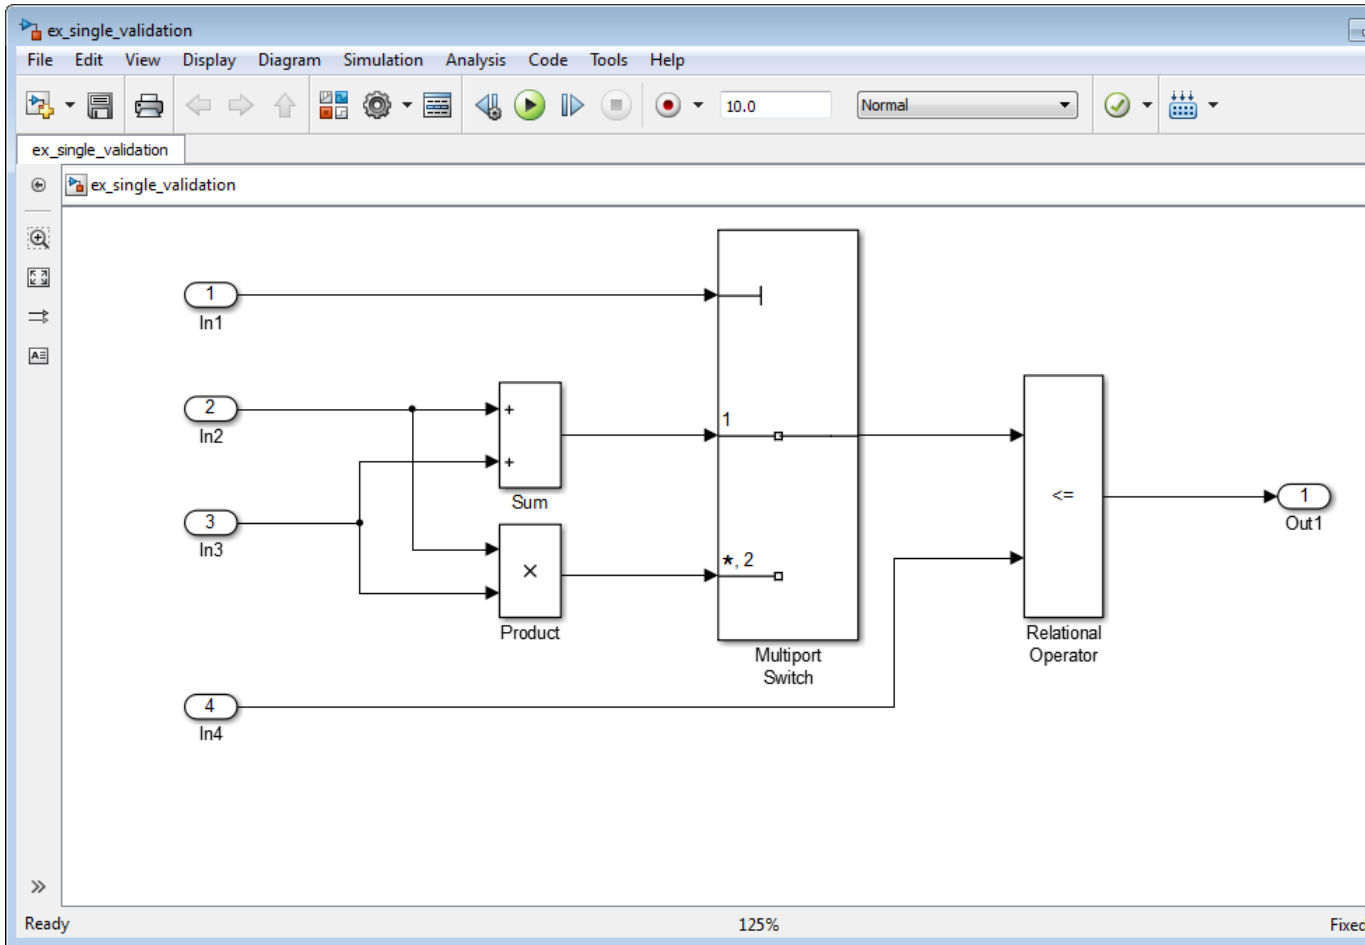 ex_single_validation
File Edit View Display Diagram Simulation Analysis Code Tools Help
10.0 Normal
ex_single_validation
ex_single_validation
1
In1
2
In2
3
In3
4
In4
+
+
Sum
×
Product
1
*, 2
Multiport
Switch
<=
Relational
Operator
1
Out1
Ready 125% Fixed